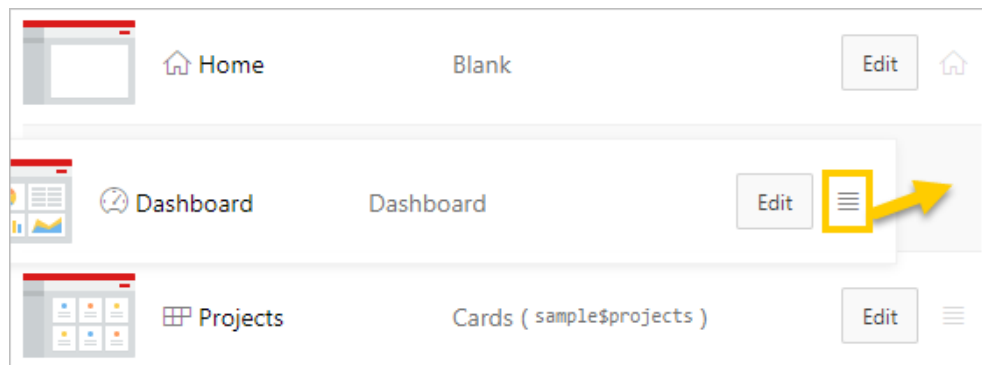 Home Blank Edit
Dashboard Dashboard Edit
Projects Cards ( sample$projects ) Edit